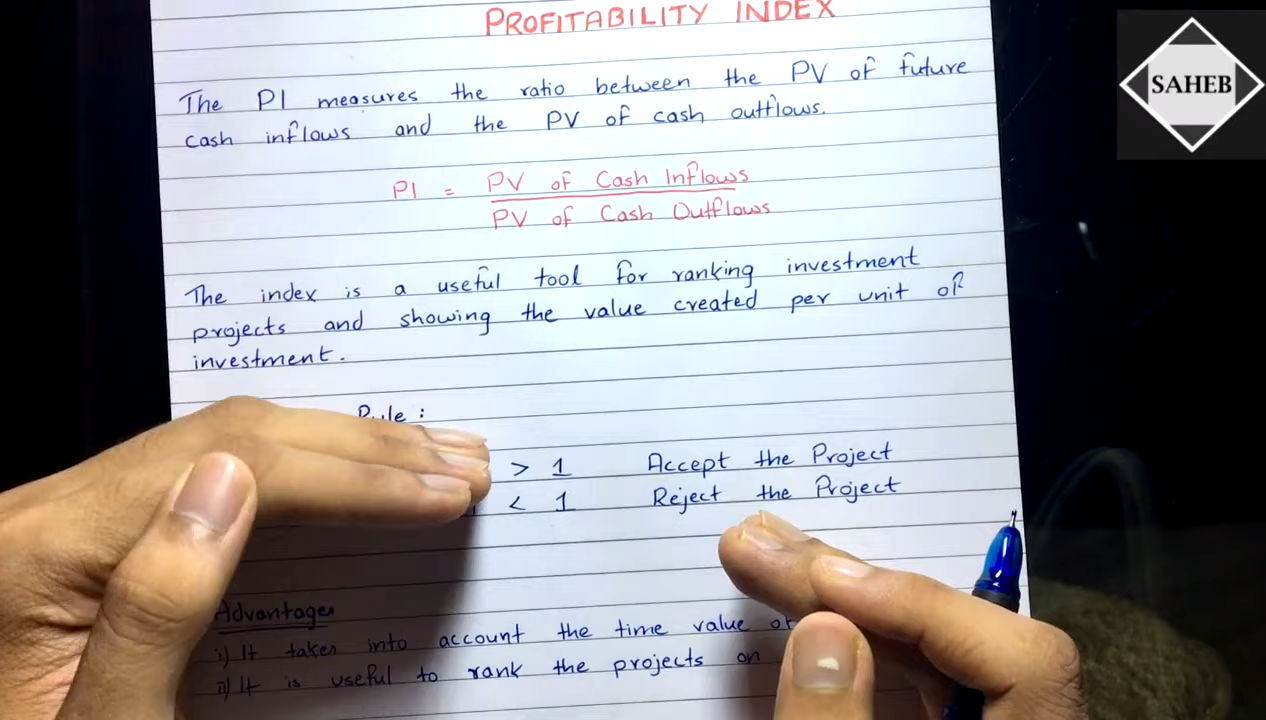 PROFITABILITY INDEX
SAHEB
The PI measures the ratio between the PV of future
cash inflows and the PV of cash outflows.
PI = PV of Cash Inflows
PV of Cash Outflows
The index is a useful tool for ranking investment
projects and showing the value created per unit of
investment.
Rule :
> 1 Accept the Project
< 1 Reject the Project
Advantages
i) It takes into account the time value of
ii) It is useful to rank the projects on